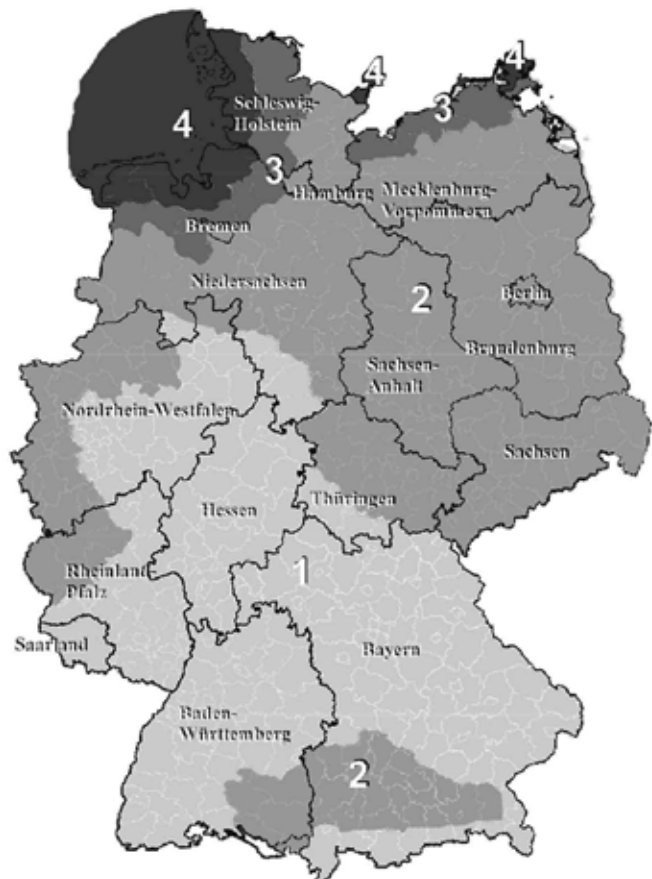 4
4
Schleswig-
Holstein
4
3
3
Hamburg
Mecklenburg-
Vorpommern
Bremen
Niedersachsen
2
Berlin
Brandenburg
Sachsen-
Anhalt
Nordrhein-Westfalen
Sachsen
Hessen
Thüringen
1
Rheinland-
Pfalz
Saarland
Bayern
Baden-
Württemberg
2